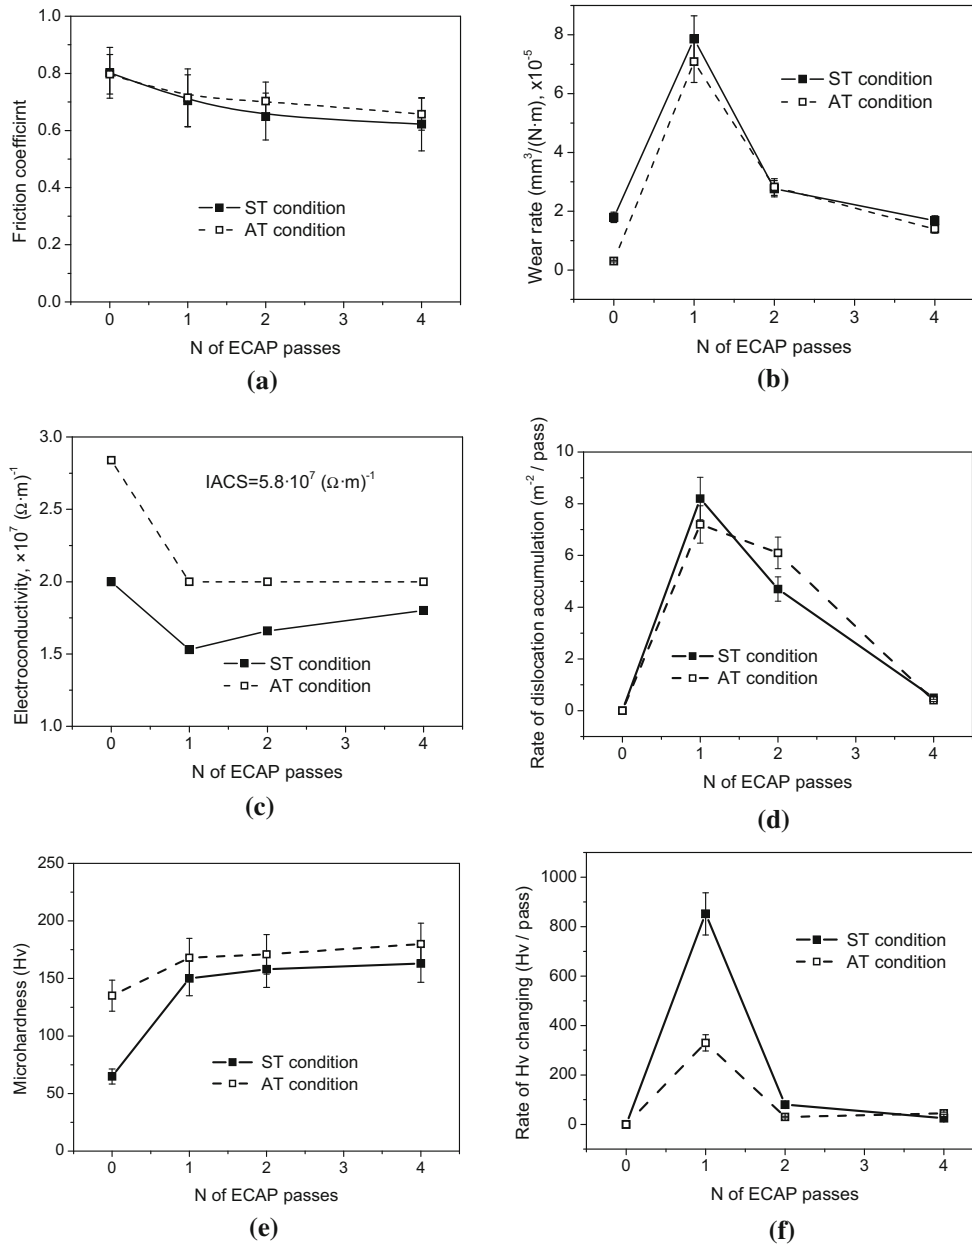 1.0
0.8
0.6
0.4
0.2
0.0
Friction coefficirnt
ST condition
AT condition
0 1 2 3 4
N of ECAP passes
(a)
8
6
4
2
0
Wear rate (mm³/(N·m), x10⁻⁵
ST condition
AT condition
0 1 2 3 4
N of ECAP passes
(b)
3.0
2.5
2.0
1.5
1.0
Electroconductivity, ×10⁷ (Ω·m)⁻¹
IACS=5.8·10⁷ (Ω·m)⁻¹
ST condition
AT condition
0 1 2 3 4
N of ECAP passes
(c)
10
8
6
4
2
0
Rate of dislocation accumulation (m⁻² / pass)
ST condition
AT condition
0 1 2 3 4
N of ECAP passes
(d)
250
200
150
100
50
0
Microhardness (Hv)
ST condition
AT condition
0 1 2 3 4
N of ECAP passes
(e)
1000
800
600
400
200
0
Rate of Hv changing (Hv / pass)
ST condition
AT condition
0 1 2 3 4
N of ECAP passes
(f)